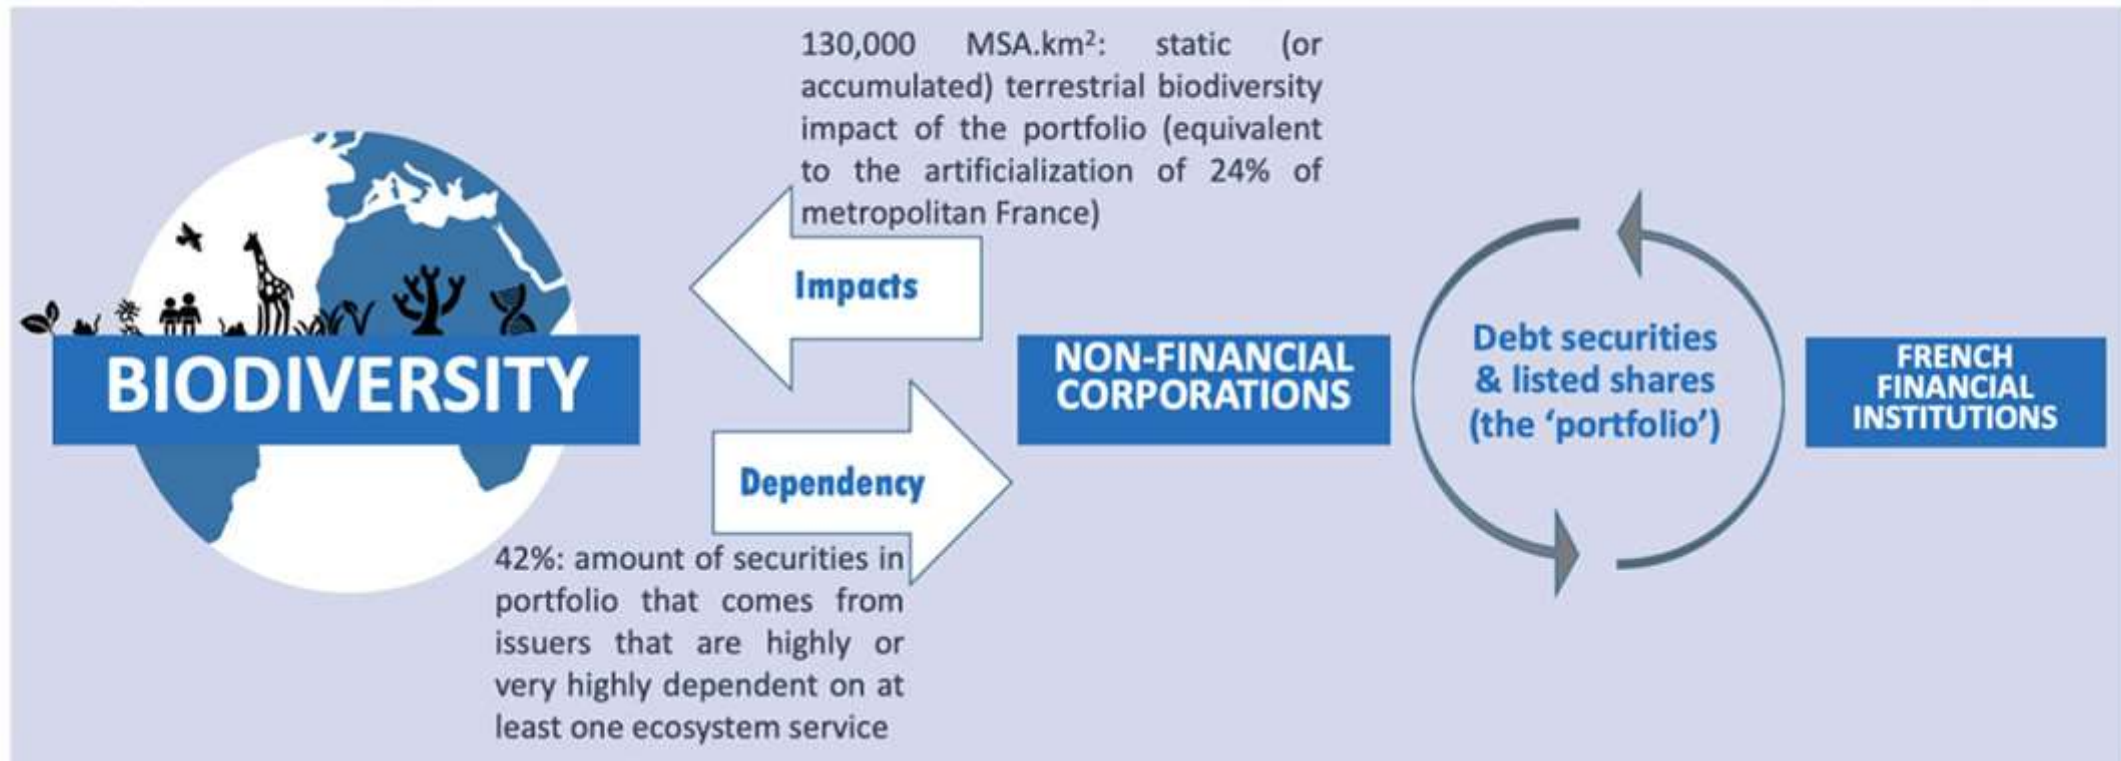 130,000 MSA.km²: static (or
accumulated) terrestrial biodiversity
impact of the portfolio (equivalent
to the artificialization of 24% of
metropolitan France)
Impacts
BIODIVERSITY
NON-FINANCIAL
CORPORATIONS
Debt securities
& listed shares
(the ‘portfolio’)
FRENCH
FINANCIAL
INSTITUTIONS
Dependency
42%: amount of securities in
portfolio that comes from
issuers that are highly or
very highly dependent on at
least one ecosystem service